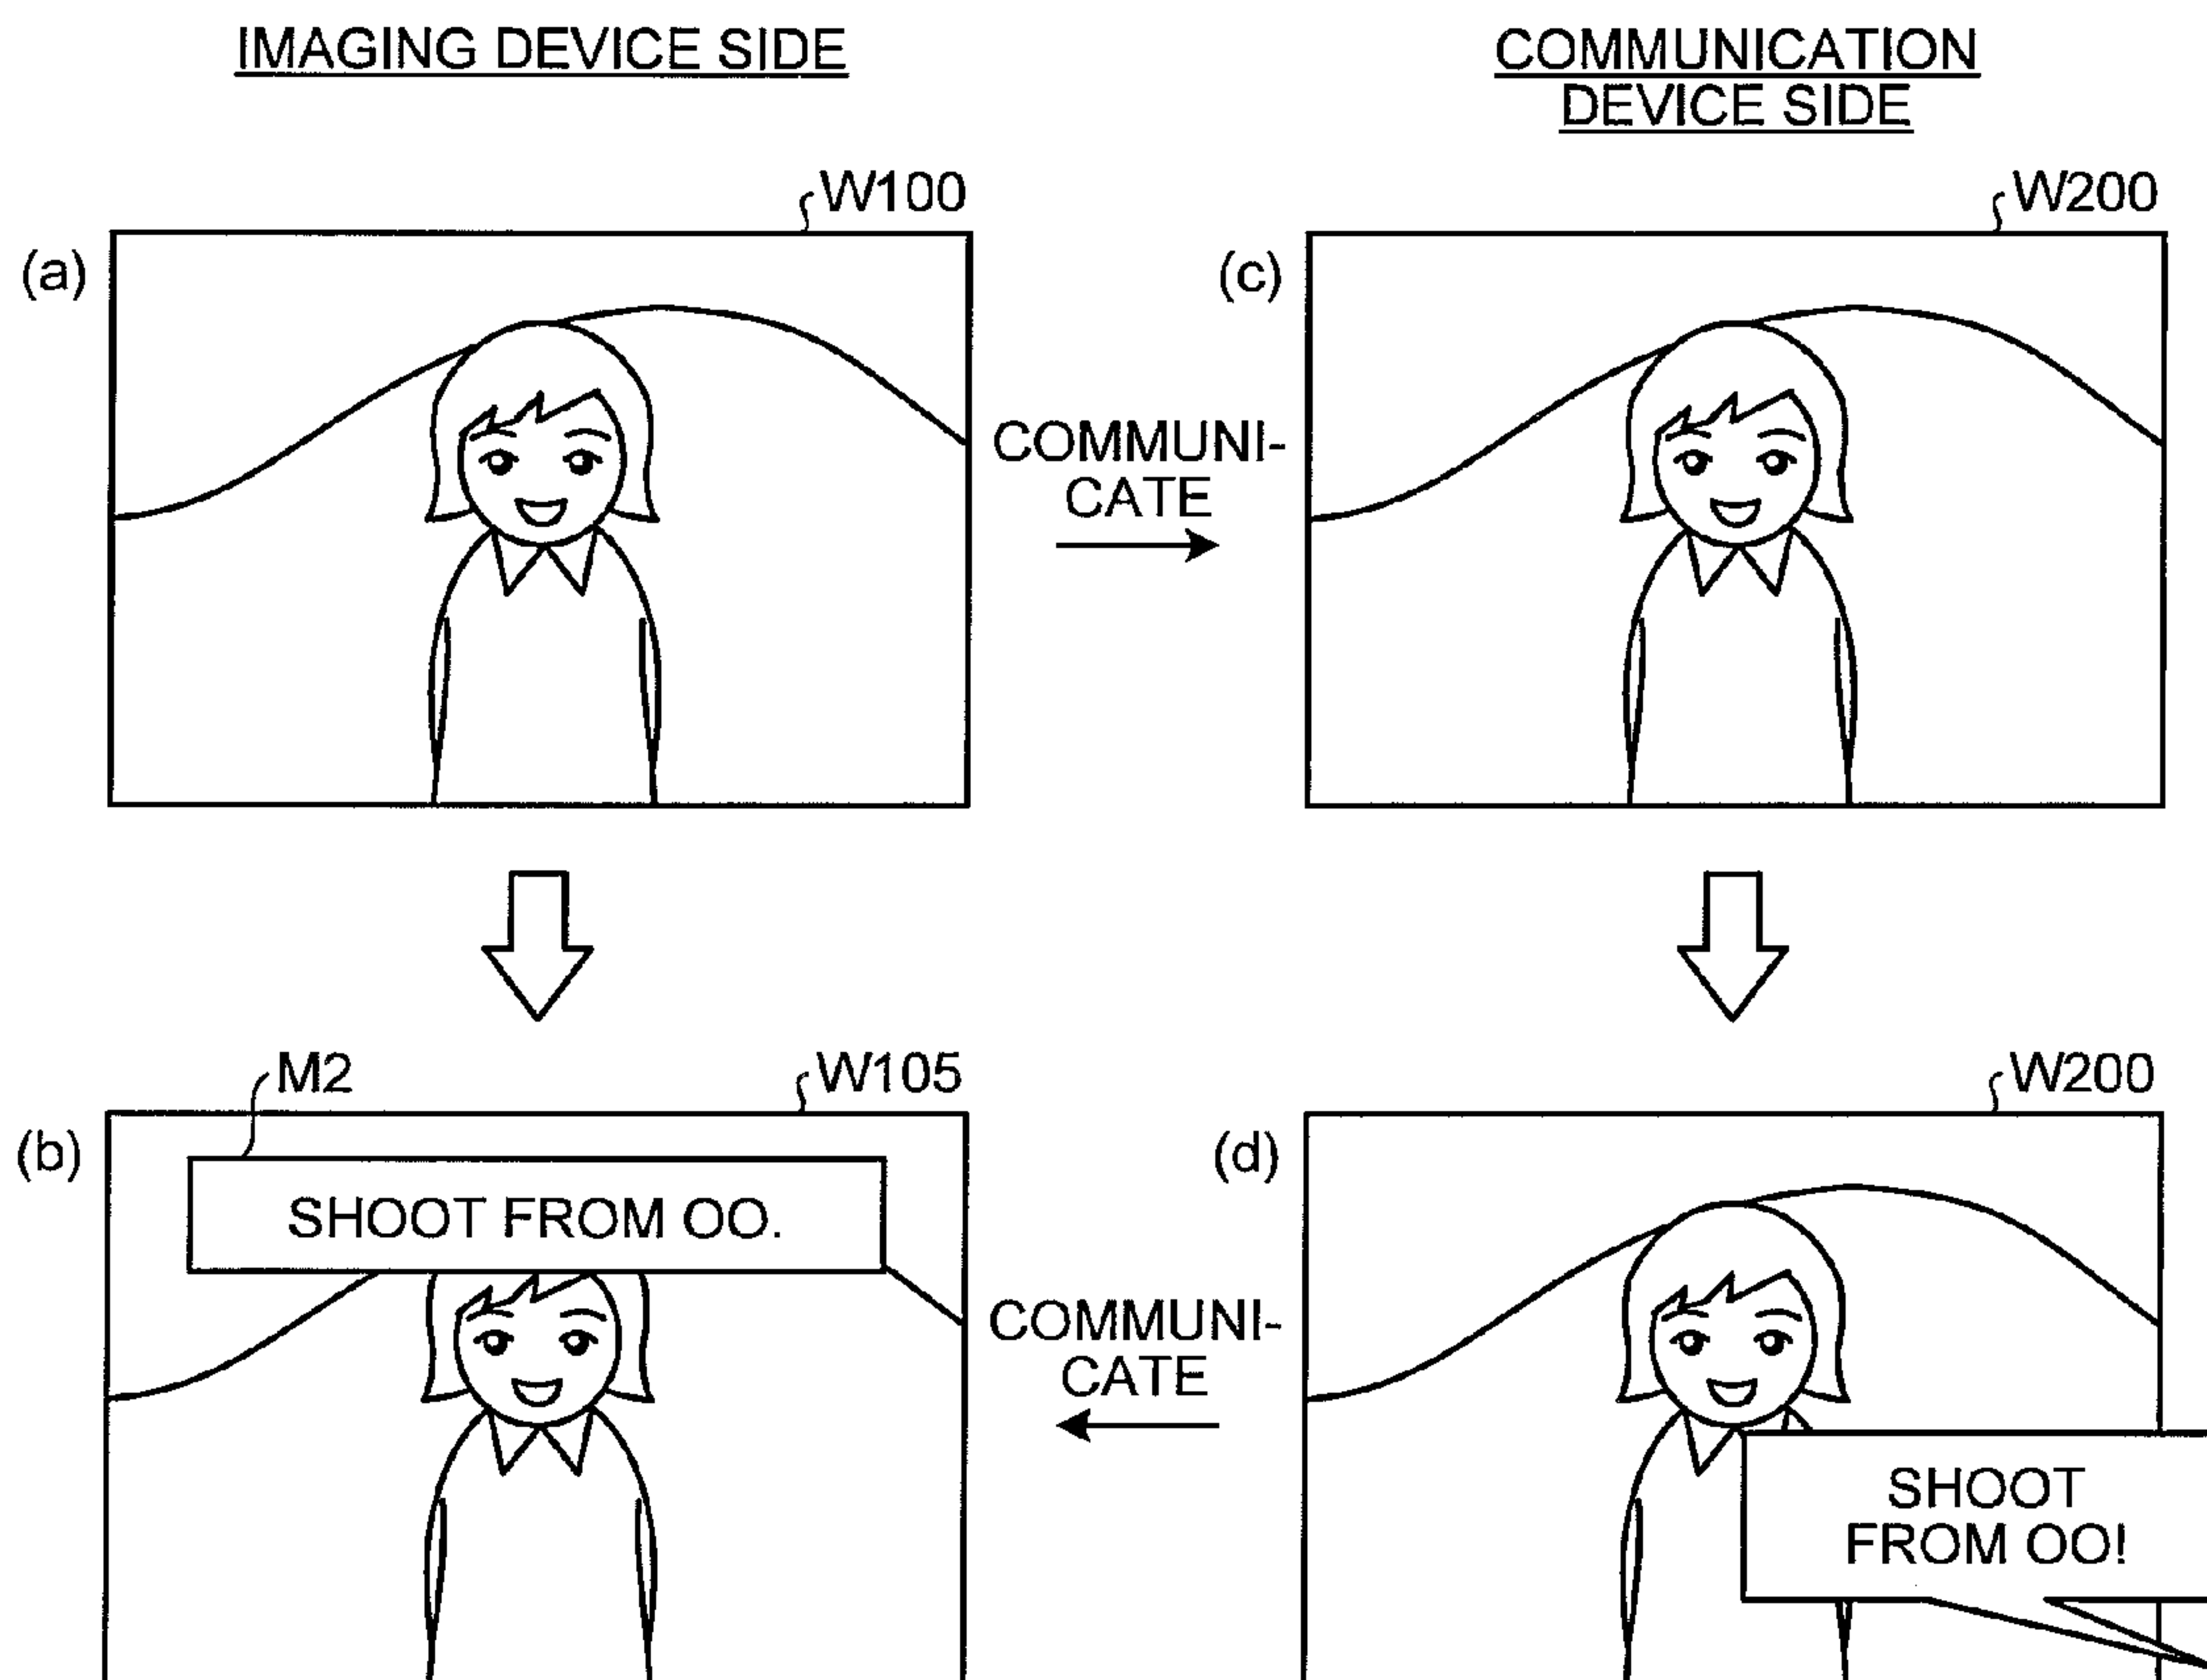 IMAGING DEVICE SIDE
COMMUNICATION
DEVICE SIDE
W100
W200
(a)
(c)
COMMUNI-
CATE
M2
W105
W200
(b)
(d)
SHOOT FROM OO.
COMMUNI-
CATE
SHOOT
FROM OO!